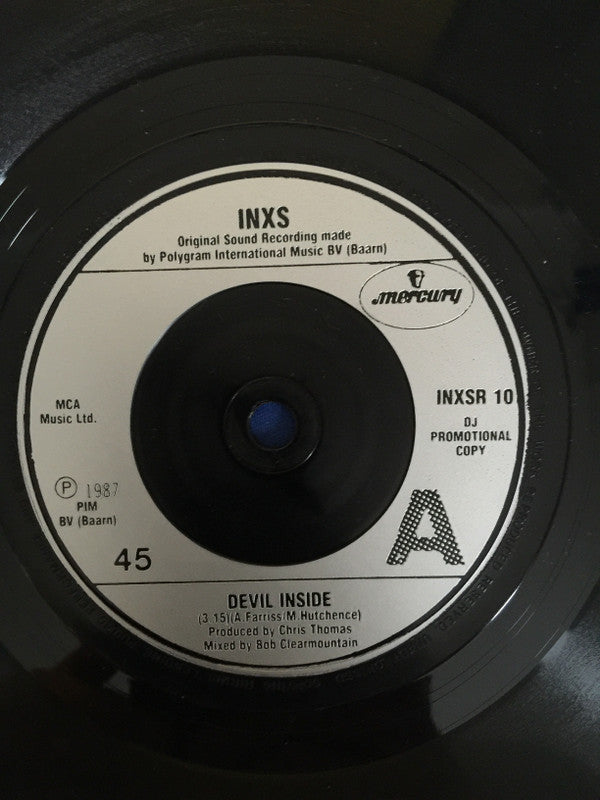 INXS
Original Sound Recording made
by Polygram International Music BV (Baarn)
mercury
MCA
Music Ltd.
INXSR 10
DJ
PROMOTIONAL
COPY
P 1987
PIM
BV (Baarn)
45
A
DEVIL INSIDE
(3.15)(A.Farriss/M.Hutchence)
Produced by Chris Thomas
Mixed by Bob Clearmountain